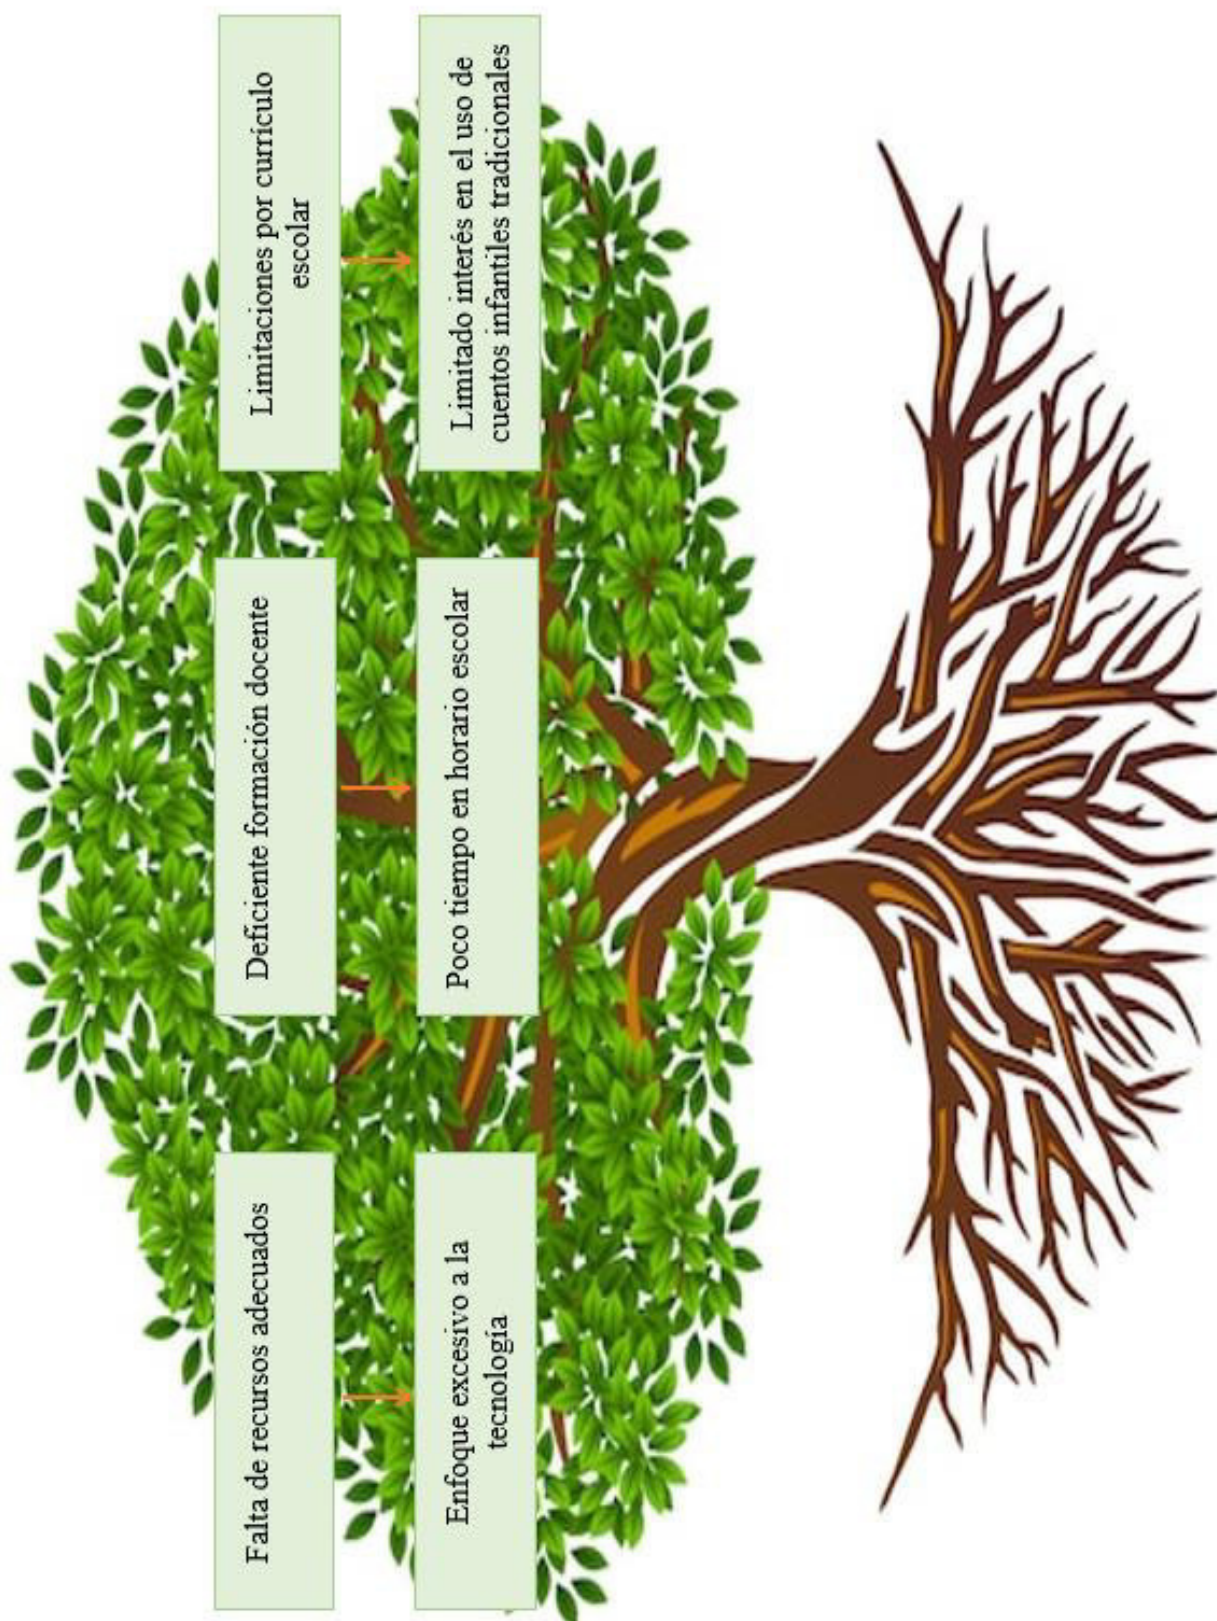 Falta de recursos adecuados
Deficiente formación docente
Limitaciones por currículo
escolar
Enfoque excesivo a la
tecnología
Poco tiempo en horario escolar
Limitado interés en el uso de
cuentos infantiles tradicionales